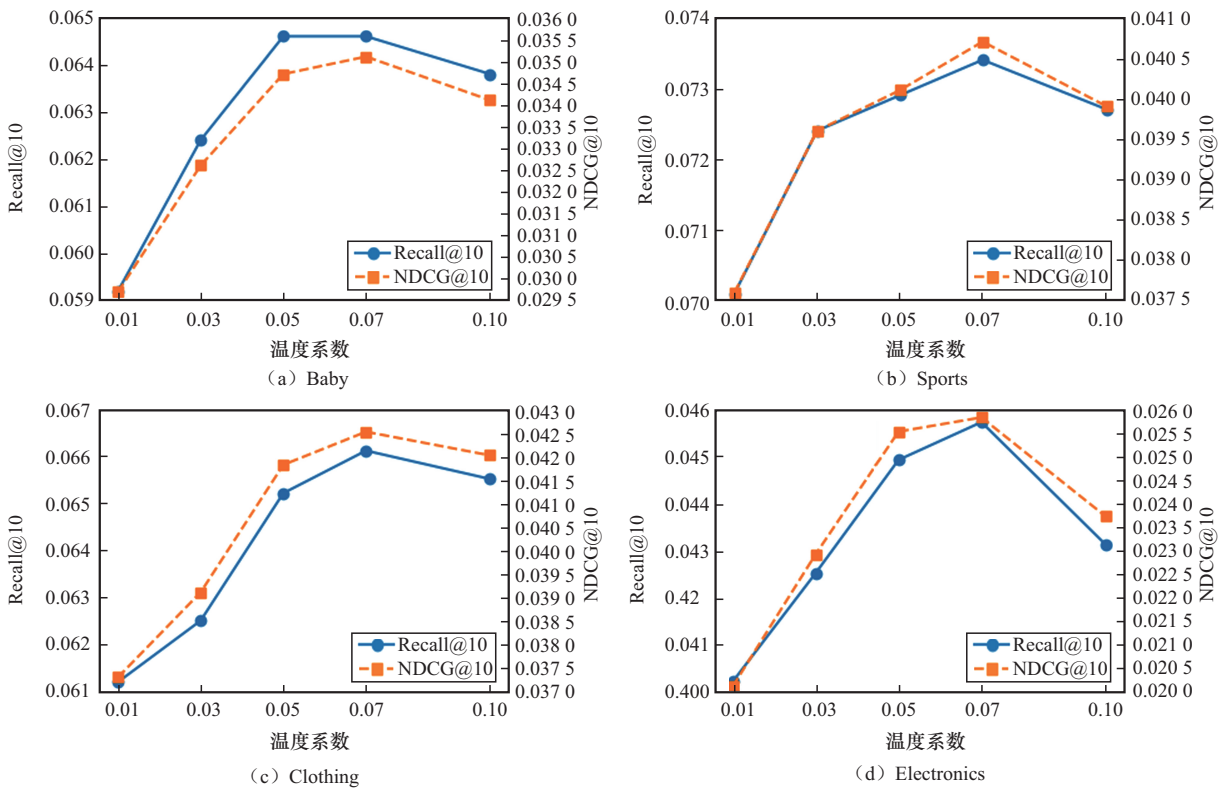 Recall@10
0.065
0.064
0.063
0.062
0.061
0.060
0.059
0.036 0
0.035 5
0.034 5
0.034 0
0.033 5
0.033 0
0.032 5
0.032 0
0.031 5
0.031 0
0.030 5
0.030 0
0.029 5
NDCG@10
Recall@10
NDCG@10
0.01 0.03 0.05 0.07 0.10
温度系数
（a）Baby
Recall@10
0.074
0.073
0.072
0.071
0.070
0.041 0
0.040 5
0.040 0
0.039 5
0.039 0
0.038 5
0.038 0
0.037 5
NDCG@10
Recall@10
NDCG@10
0.01 0.03 0.05 0.07 0.10
温度系数
（b）Sports
Recall@10
0.067
0.066
0.065
0.064
0.063
0.062
0.061
0.043 0
0.042 5
0.042 0
0.041 5
0.041 0
0.040 5
0.040 0
0.039 5
0.039 0
0.038 5
0.038 0
0.037 5
0.037 0
NDCG@10
Recall@10
NDCG@10
0.01 0.03 0.05 0.07 0.10
温度系数
（c）Clothing
Recall@10
0.046
0.045
0.044
0.043
0.42
0.041
0.400
0.026 0
0.025 5
0.025 0
0.024 5
0.024 0
0.023 5
0.023 0
0.022 5
0.022 0
0.021 5
0.021 0
0.020 5
0.020 0
NDCG@10
Recall@10
NDCG@10
0.01 0.03 0.05 0.07 0.10
温度系数
（d）Electronics